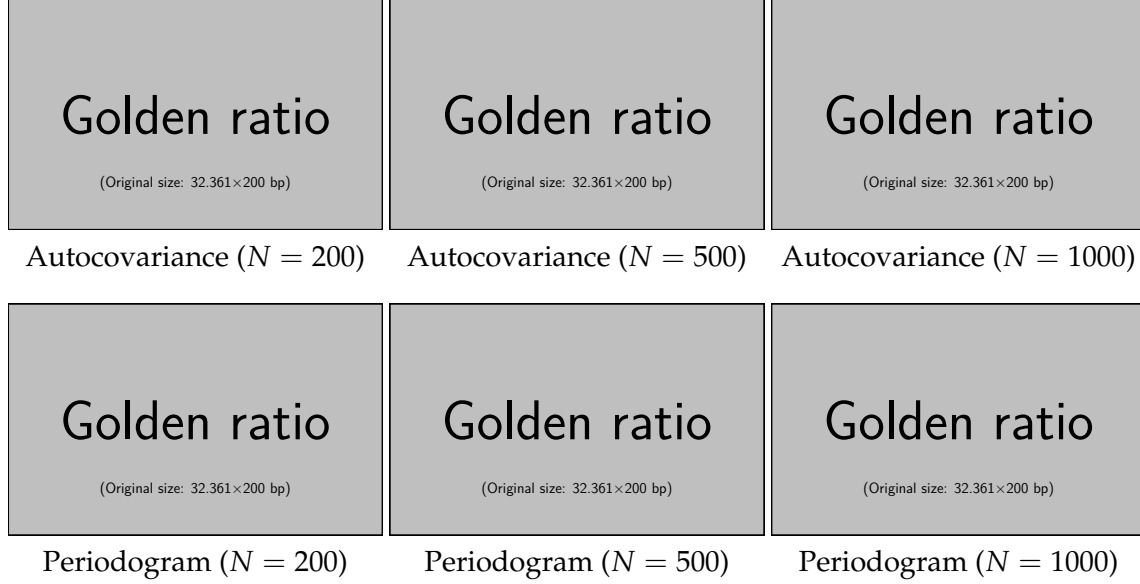 Golden ratio Golden ratio Golden ratio
(Original size: 32.361×200 bp) (Original size: 32.361×200 bp) (Original size: 32.361×200 bp)
Autocovariance (N = 200) Autocovariance (N = 500) Autocovariance (N = 1000)
Golden ratio Golden ratio Golden ratio
(Original size: 32.361×200 bp) (Original size: 32.361×200 bp) (Original size: 32.361×200 bp)
Periodogram (N = 200) Periodogram (N = 500) Periodogram (N = 1000)